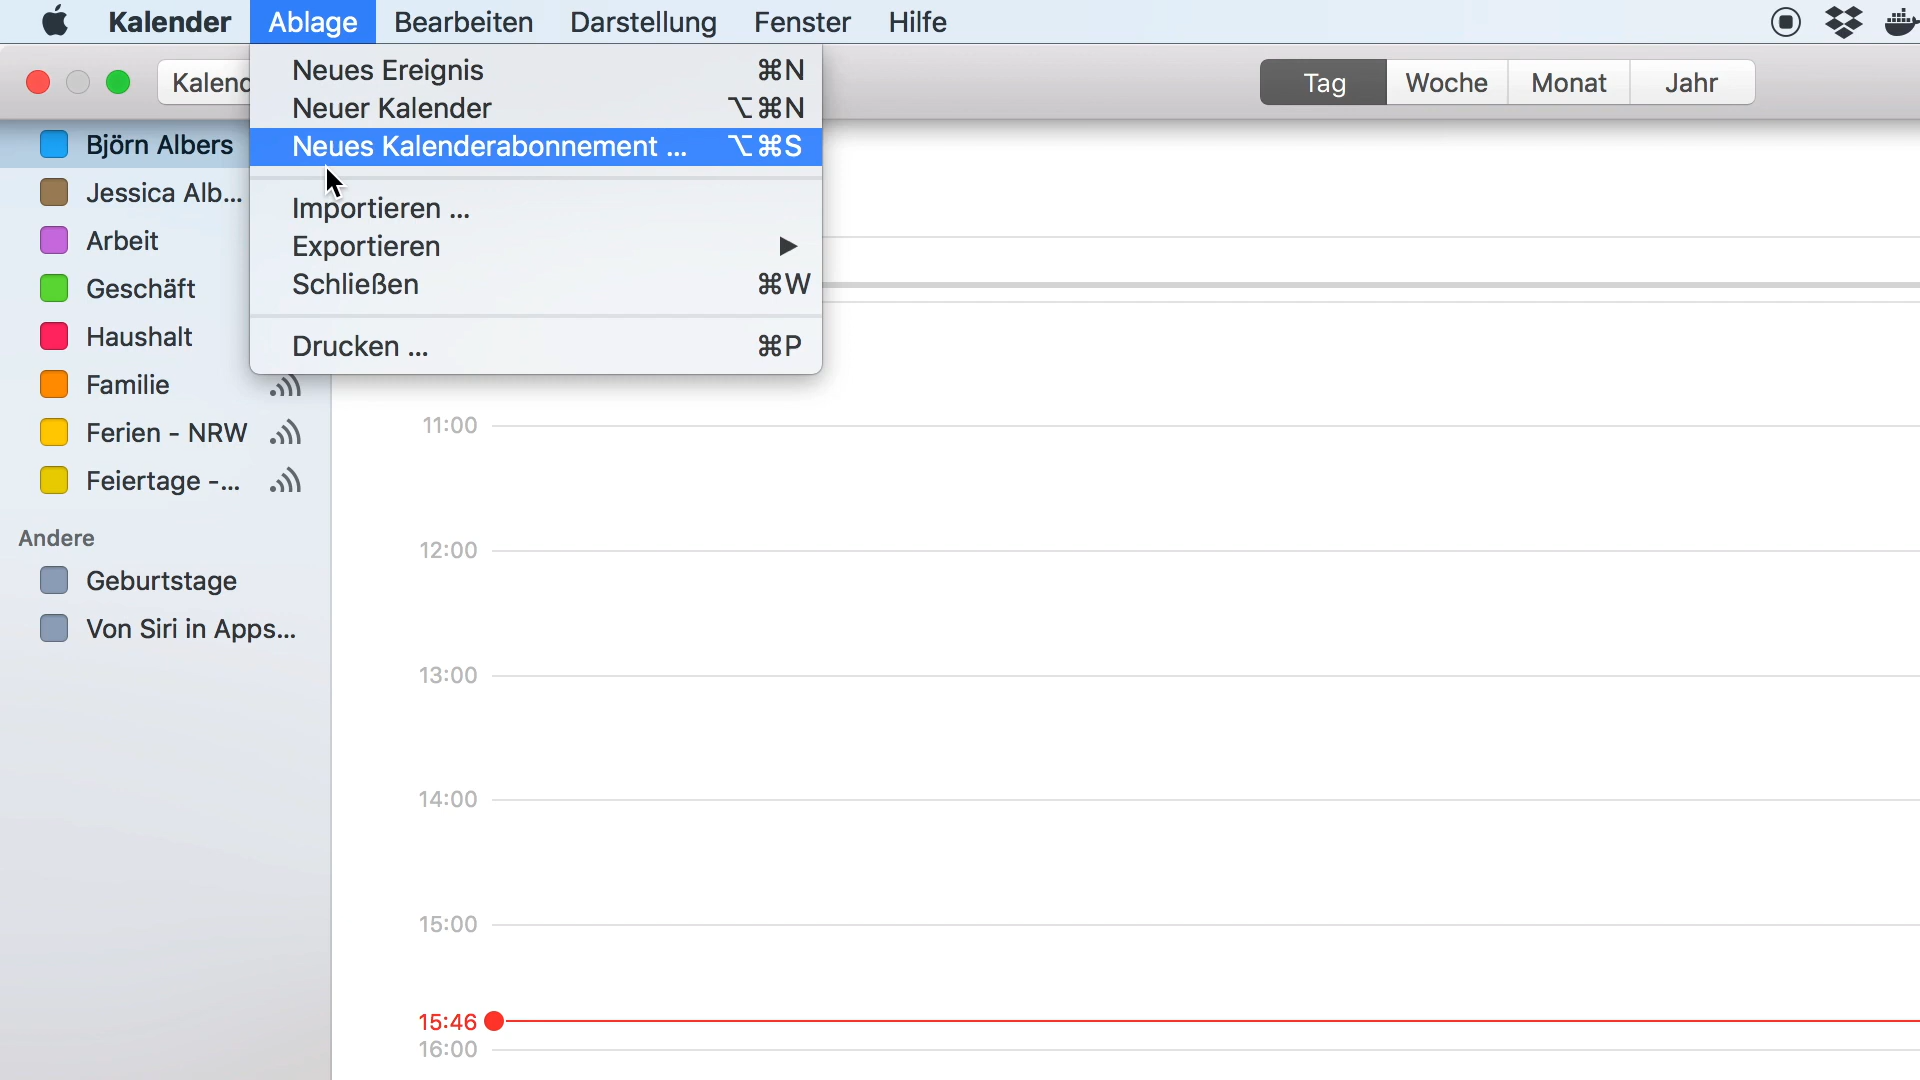 Kalender Ablage Bearbeiten Darstellung Fenster Hilfe
Tag Woche Monat Jahr
Neues Ereignis ⌘N
Neuer Kalender ⌥⌘N
Neues Kalenderabonnement ... ⌥⌘S
Importieren ...
Exportieren ▶
Schließen ⌘W
Drucken ... ⌘P
Björn Albers
Jessica Alb...
Arbeit
Geschäft
Haushalt
Familie
Ferien - NRW
Feiertage -...
Andere
Geburtstage
Von Siri in Apps...
11:00
12:00
13:00
14:00
15:00
15:46
16:00